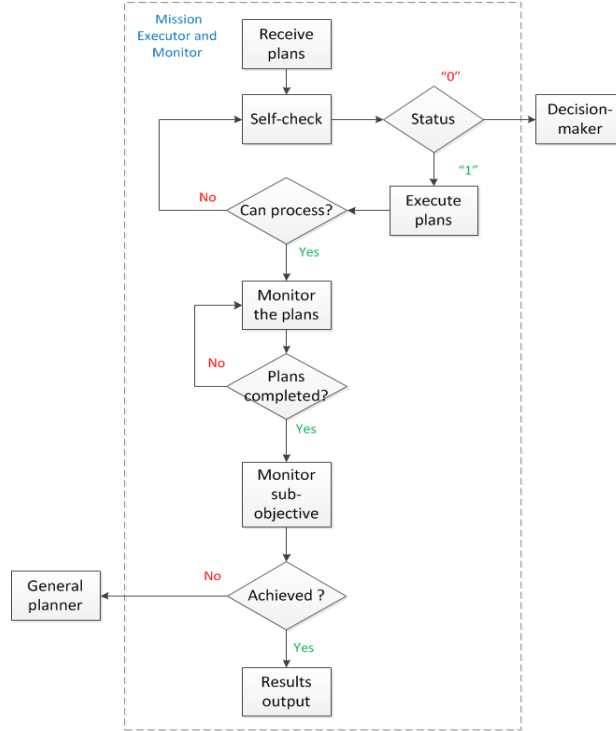 Mission
Executor and
Monitor
Receive
plans
"0"
Self-check
Status
Decision-
maker
"1"
No
Can process?
Execute
plans
Yes
Monitor
the plans
No
Plans
completed?
Yes
Monitor
sub-
objective
No
General
planner
Achieved ?
Yes
Results
output